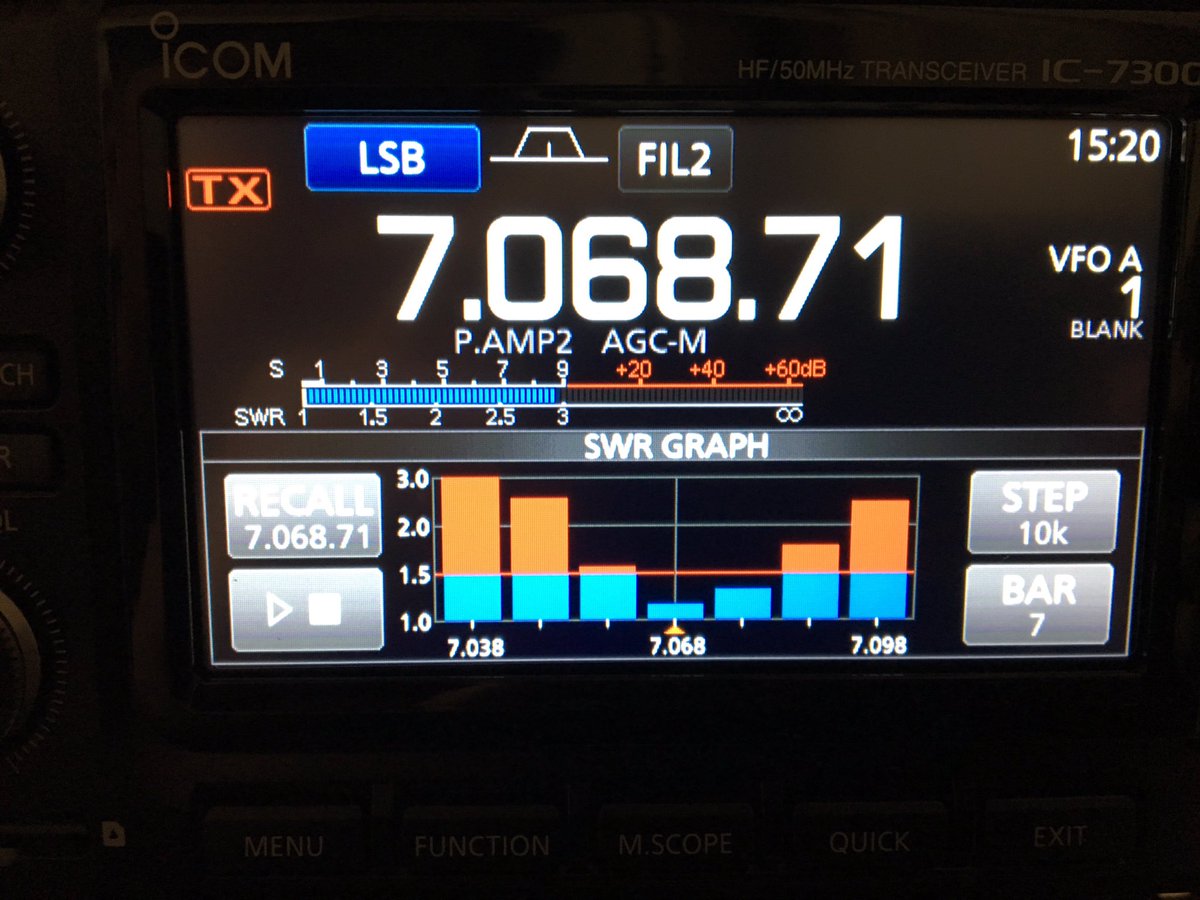 ICOM
HF/50MHz TRANSCEIVER IC-7300
LSB FIL2 15:20
TX
7.068.71
VFO A
1
BLANK
P.AMP2 AGC-M
S 1 3 5 7 9 +20 +40 +60dB
SWR 1 1.5 2 2.5 3 ∞
SWR GRAPH
RECALL
7.068.71
3.0
2.0
1.5
1.0
7.038 7.068 7.098
STEP
10k
BAR
7
MENU FUNCTION M.SCOPE QUICK EXIT